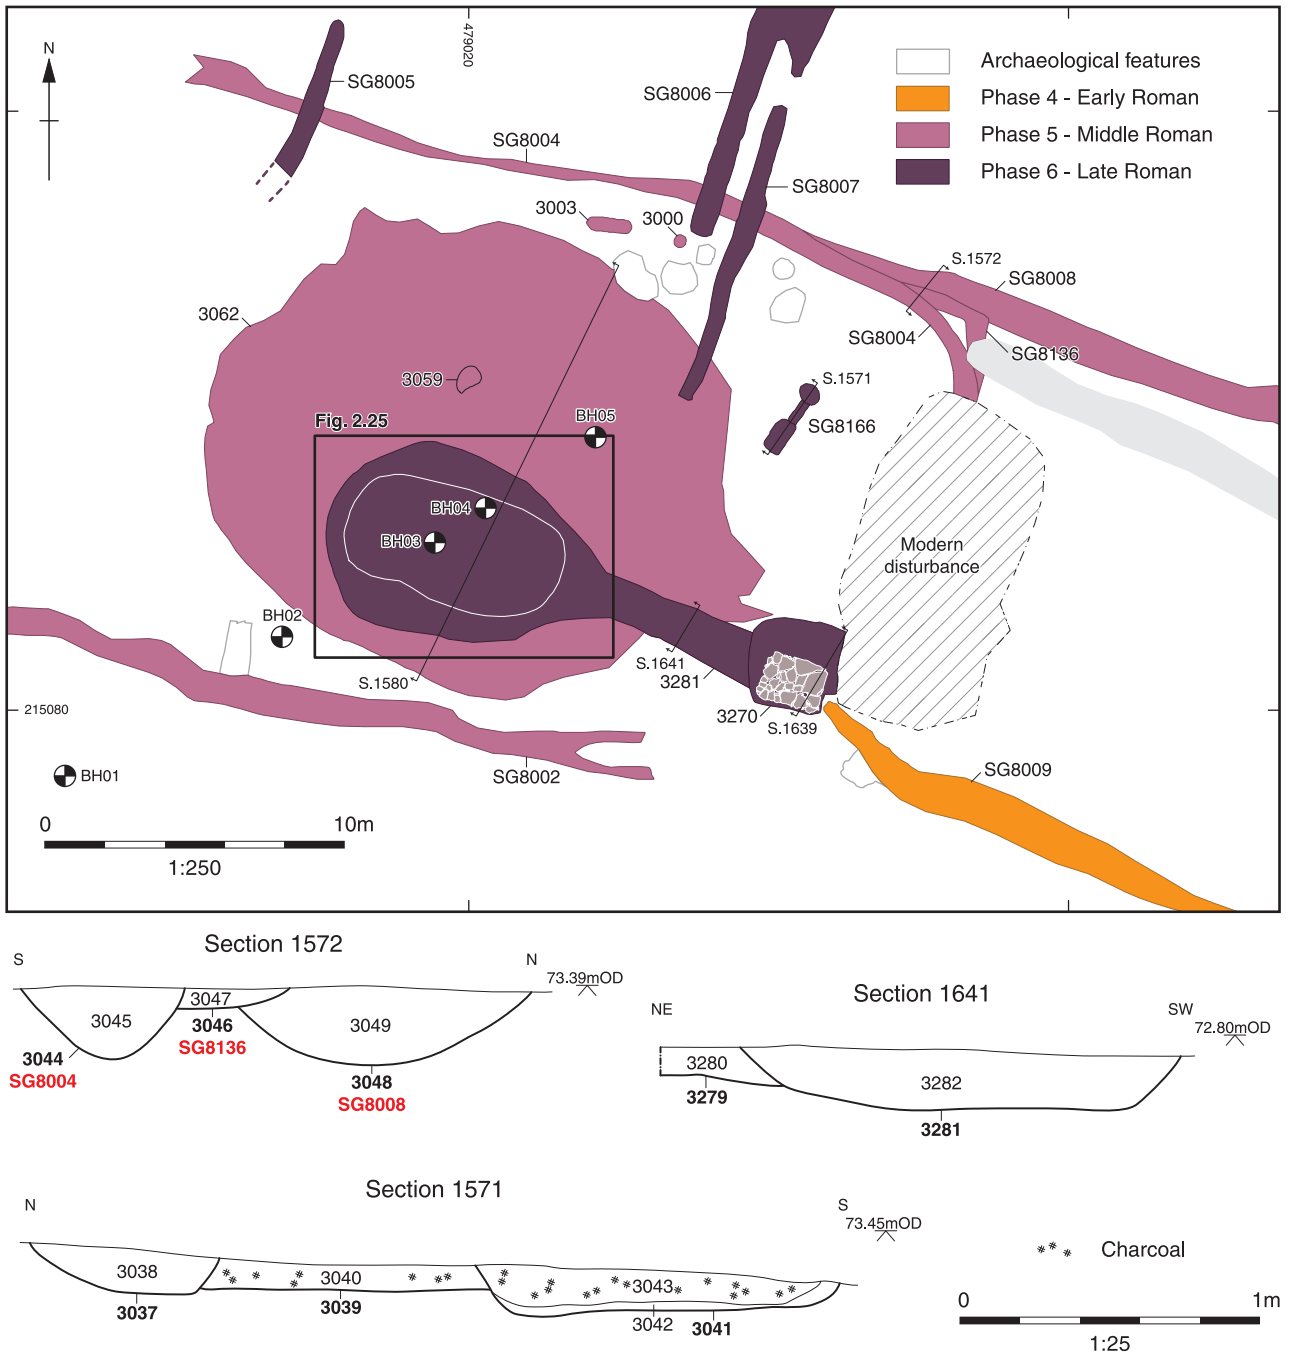 N
479020
SG8005
SG8006
SG8004
SG8007
3003
3000
Archaeological features
Phase 4 - Early Roman
Phase 5 - Middle Roman
Phase 6 - Late Roman
S.1572
SG8008
3062
SG8004
SG8136
3059
S.1571
Fig. 2.25
BH05
SG8166
BH04
BH03
Modern
disturbance
BH02
S.1641
3281
S.1580
215080
3270
S.1639
SG8002
SG8009
BH01
0 10m
1:250
Section 1572
S N
73.39mOD
3047
3045
3046
3049
SG8136
3044
SG8004
3048
SG8008
Section 1641
NE SW
72.80mOD
3280
3282
3279
3281
Section 1571
N S
73.45mOD
3038
3040
3043
3037
3039
3042
3041
Charcoal
0 1m
1:25